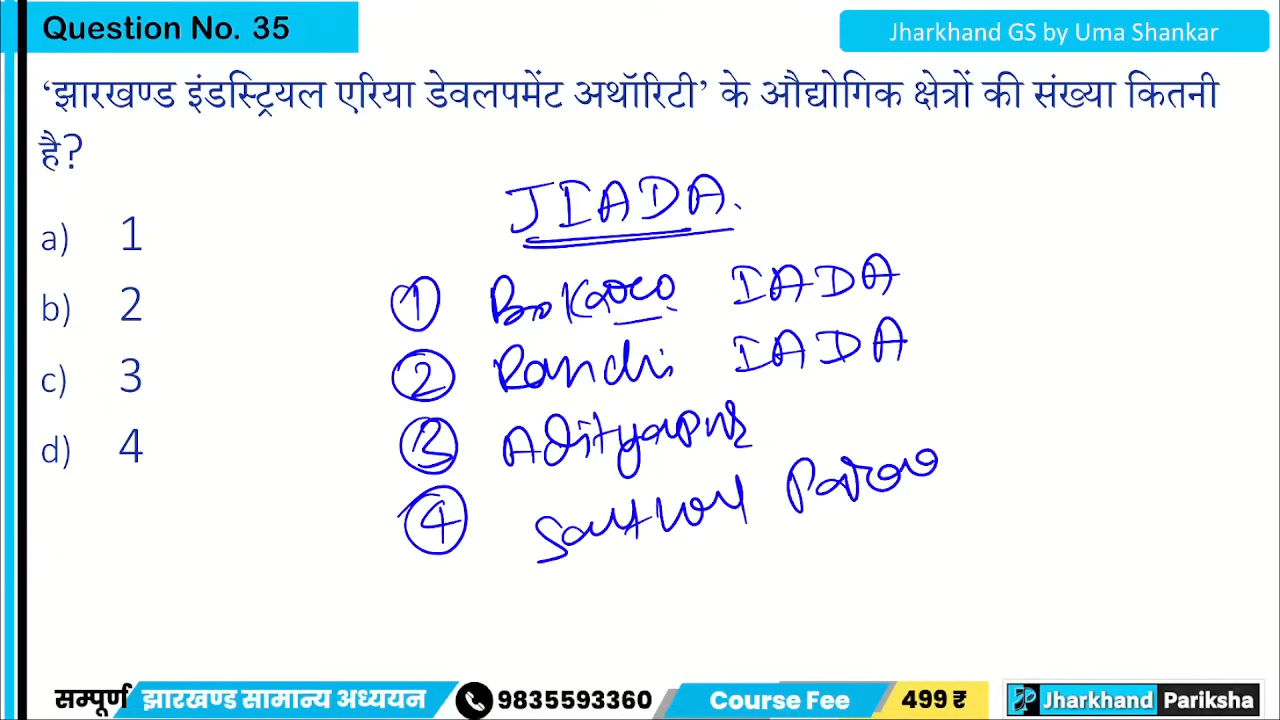 Question No. 35
Jharkhand GS by Uma Shankar
‘झारखण्ड इंडस्ट्रियल एरिया डेवलपमेंट अथॉरिटी’ के औद्योगिक क्षेत्रों की संख्या कितनी
है?
JIADA.
a) 1
b) 2
c) 3
d) 4
1 Bokaro IADA
2 Ranchi IADA
3 Adityapur
4 Santhal
सम्पूर्ण झारखण्ड सामान्य अध्ययन 9835593360 Course Fee 499 ₹ JP Jharkhand Pariksha